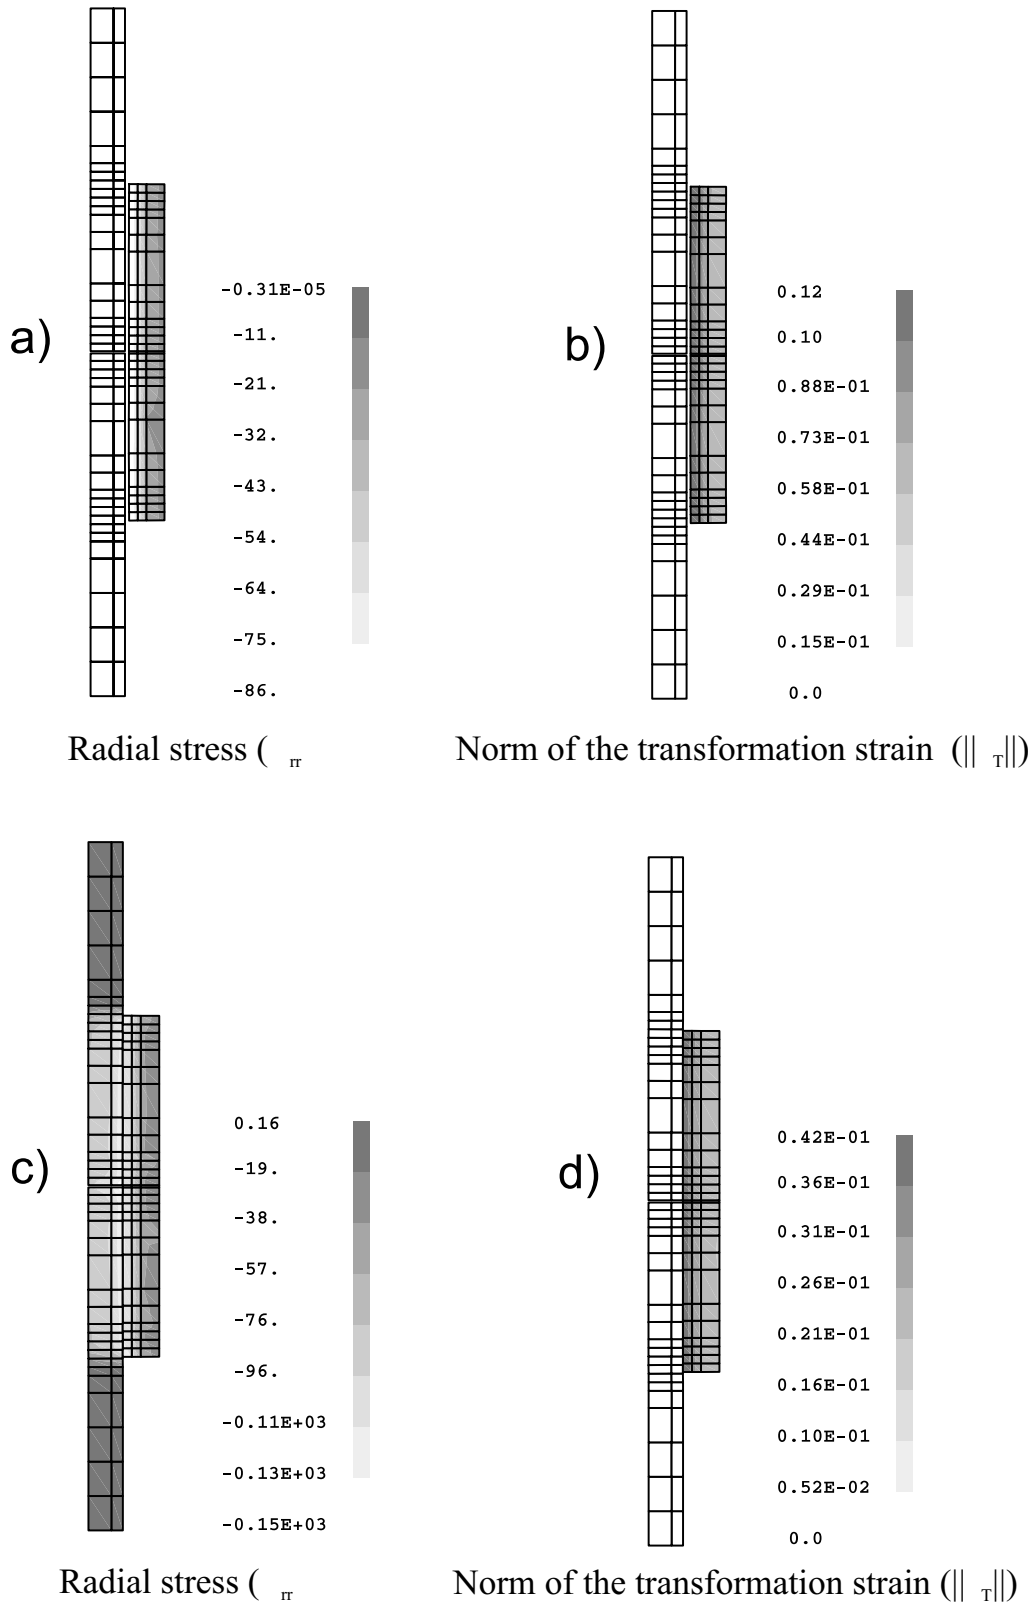 a)
-0.31E-05
-11.
-21.
-32.
-43.
-54.
-64.
-75.
-86.
Radial stress ( rr
b)
0.12
0.10
0.88E-01
0.73E-01
0.58E-01
0.44E-01
0.29E-01
0.15E-01
0.0
Norm of the transformation strain (|| T||)
c)
0.16
-19.
-38.
-57.
-76.
-96.
-0.11E+03
-0.13E+03
-0.15E+03
Radial stress ( rr
d)
0.42E-01
0.36E-01
0.31E-01
0.26E-01
0.21E-01
0.16E-01
0.10E-01
0.52E-02
0.0
Norm of the transformation strain (|| T||)